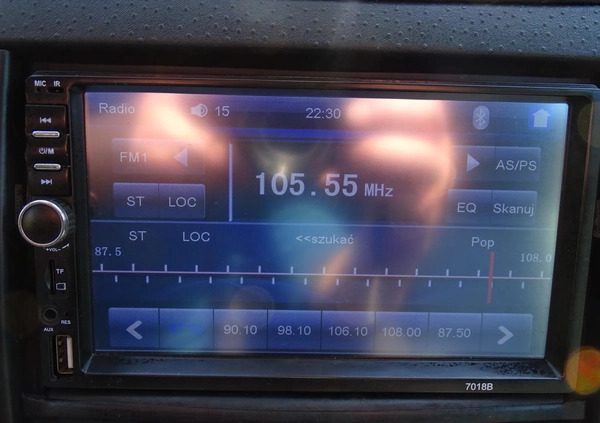 MIC IR
Radio 15 22:30
⏻/M
FM1 AS/PS
105.55 MHz
ST LOC EQ Skanuj
ST LOC <<szukać Pop
87.5 108.0
+VOL-
TF
RES
AUX
90.10 98.10 106.10 108.00 87.50
7018B